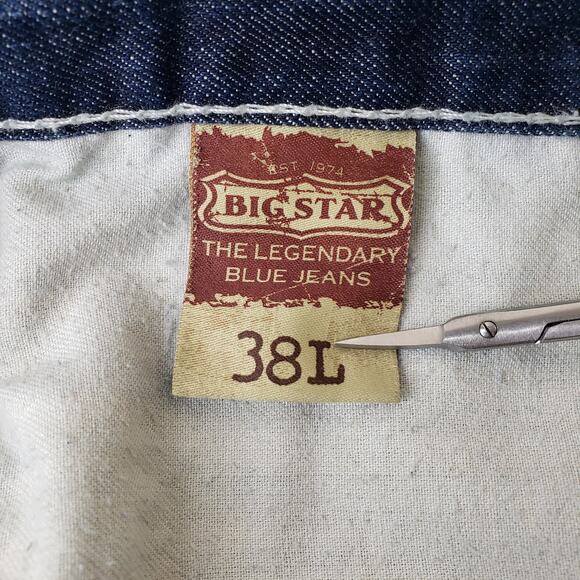 EST. 1974
BIG STAR
THE LEGENDARY
BLUE JEANS
38L